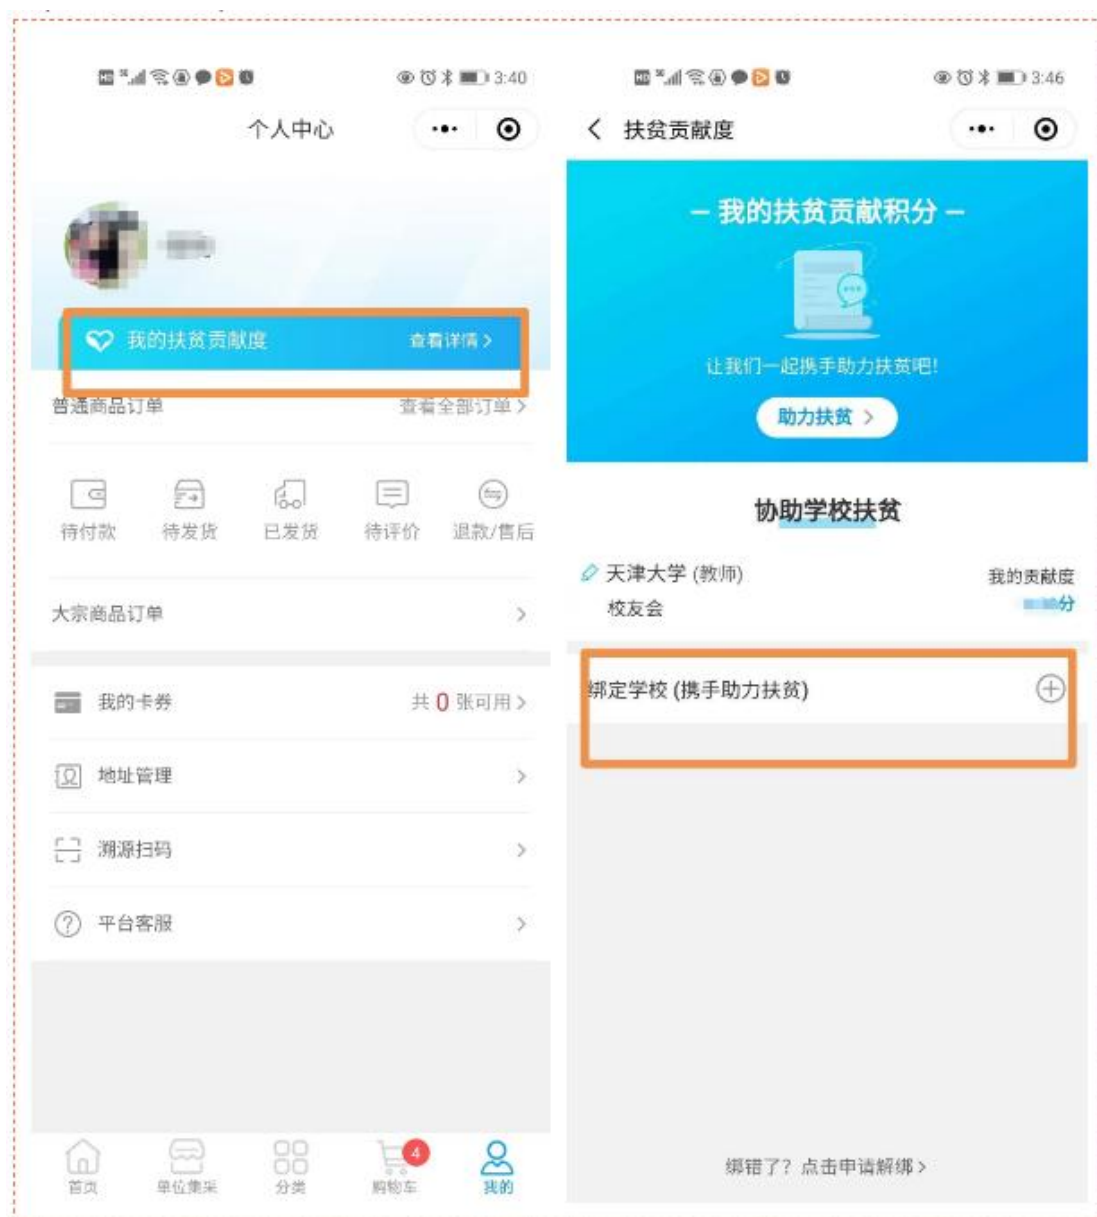 3:40
个人中心
我的扶贫贡献度
查看详情 >
普通商品订单
查看全部订单 >
待付款
待发货
已发货
待评价
退款/售后
大宗商品订单
我的卡券
共 0 张可用 >
地址管理
溯源扫码
平台客服
首页
单位集采
分类
4
购物车
我的
3:46
扶贫贡献度
– 我的扶贫贡献积分 –
让我们一起携手助力扶贫吧!
助力扶贫 >
协助学校扶贫
天津大学 (教师)
校友会
我的贡献度
分
绑定学校 (携手助力扶贫)
绑错了？点击申请解绑 >